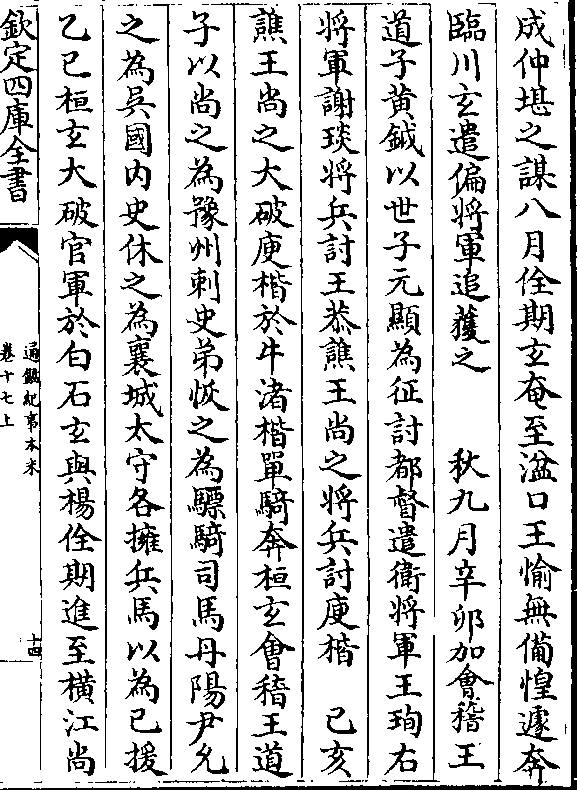 成仲堪之謀八月佺期玄奄至湓口王愉無備惶遽奔
臨川玄遣偏將軍追獲之　　秋九月辛卯加會稽王
道子黄鉞以世子元顯為征討都督遣衛將軍王珣右
將軍謝琰將兵討王恭譙王尚之將兵討庾楷　己亥
譙王尚之大破庾楷於牛渚楷單騎奔桓玄會稽王道
子以尚之為豫州刺史弟恢之為驃騎司馬丹陽尹允
之為吳國内史休之為襄城太守各擁兵馬以為己援
乙巳桓玄大破官軍於白石玄與楊佺期進至橫江尚
欽定四庫全書
通鑑紀事本末
卷十七上
十四